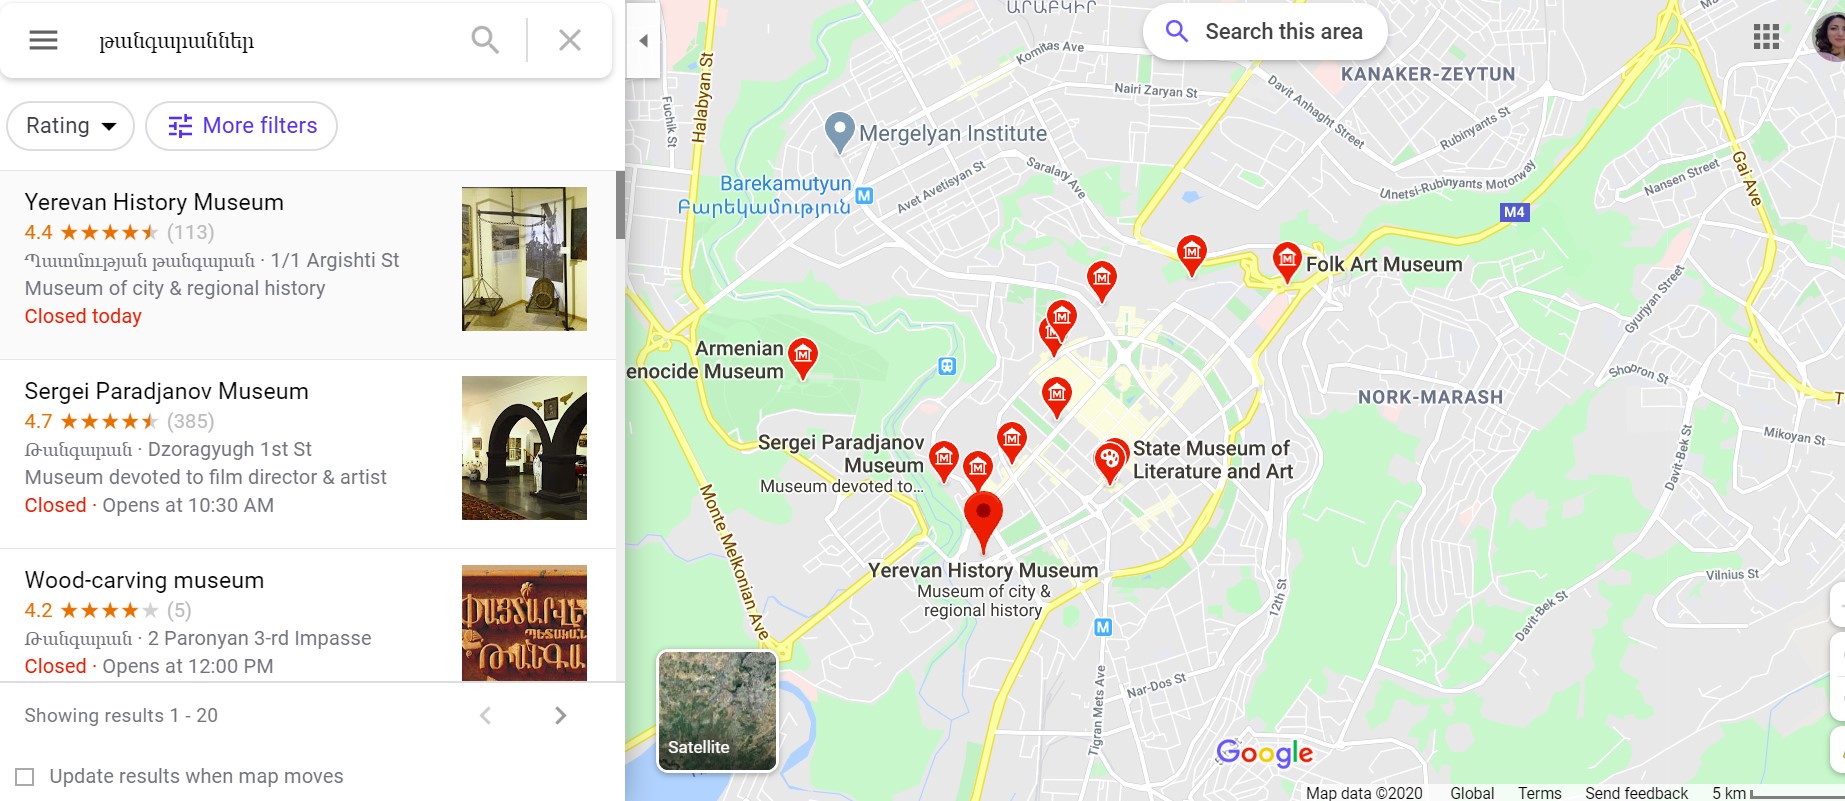 թանգարաններ
Rating
More filters
Yerevan History Museum
4.4 (113)
Պատմության թանգարան · 1/1 Argishti St
Museum of city & regional history
Closed today
Sergei Paradjanov Museum
4.7 (385)
Թանգարան · Dzoragyugh 1st St
Museum devoted to film director & artist
Closed · Opens at 10:30 AM
Wood-carving museum
4.2 (5)
Թանգարան · 2 Paronyan 3-rd Impasse
Closed · Opens at 12:00 PM
ՓԱՅՏԱՐՎԵ
ՊԵՏԱԿԱՆ
ԹԱՆԳԱ
Showing results 1 - 20
Update results when map moves
Search this area
ԱՐԱԲԿԻՐ
Komitas Ave
KANAKER-ZEYTUN
Halabyan St
Fuchik St
Nairi Zaryan St
Davit Anhaght Street
Rubinyants St
Mergelyan Institute
Saralay Ave
Gai Ave
Barekamutyun
Բարեկամություն
M
Avet Avetisyan St
Unetsi-Rubinyants Motorway
Nansen Street
M4
Folk Art Museum
Gyurjyan Street
Armenian
enocide Museum
Shopron St
NORK-MARASH
T
Mikoyan St
Sergei Paradjanov
Museum
Museum devoted to...
State Museum of
Literature and Art
Davit-Bek St
Monte Melkonian Ave
Yerevan History Museum
Museum of city &
regional history
M
12th St
Vilnius St
Davit-Bek St
Nar-Dos St
Tigran Mets Ave
Satellite
Google
Map data ©2020 Global Terms Send feedback 5 km